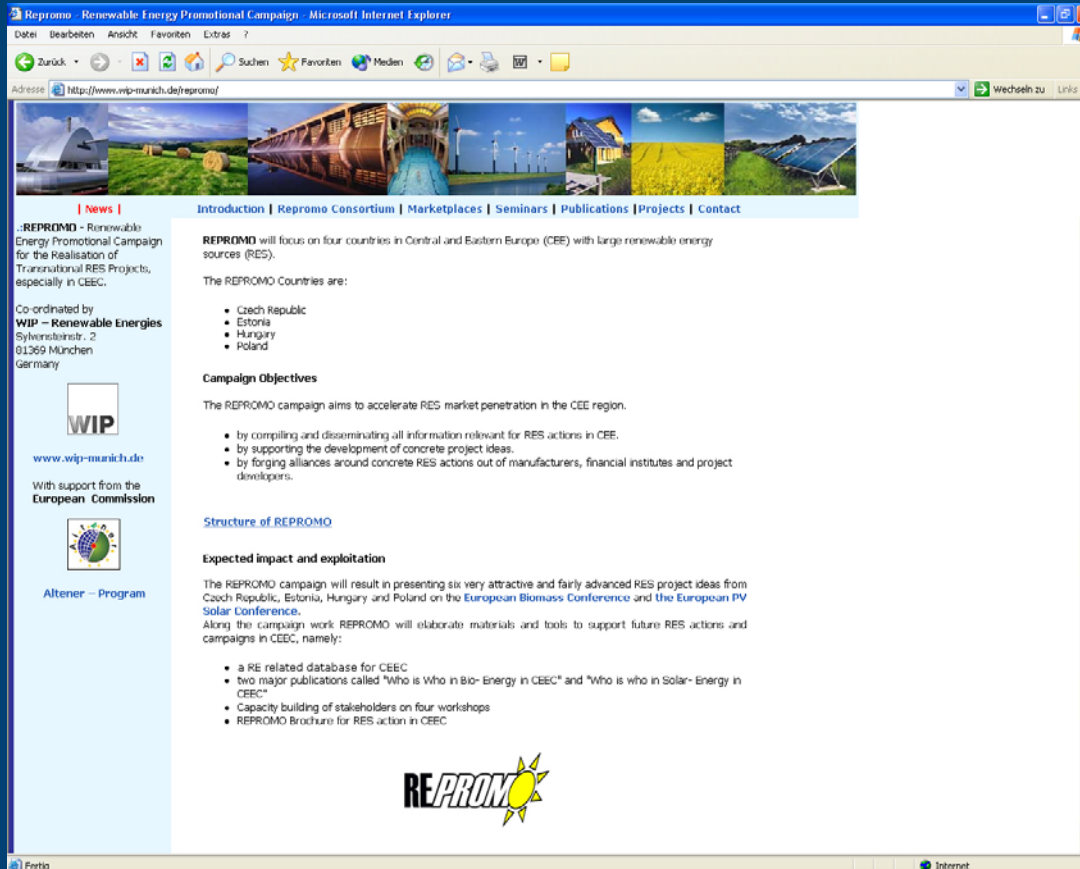 Repromo - Renewable Energy Promotional Campaign - Microsoft Internet Explorer
Datei Bearbeiten Ansicht Favoriten Extras ?
Zurück Suchen Favoriten Medien
Adresse http://www.wip-munich.de/repromo/ Wechseln zu Links
| News |
Introduction | Repromo Consortium | Marketplaces | Seminars | Publications |Projects | Contact
.:REPROMO - Renewable
Energy Promotional Campaign
for the Realisation of
Transnational RES Projects,
especially in CEEC.
Co-ordinated by
WIP – Renewable Energies
Sylvensteinstr. 2
81369 München
Germany
WIP
www.wip-munich.de
With support from the
European Commission
Altener
Altener – Program
REPROMO will focus on four countries in Central and Eastern Europe (CEE) with large renewable energy
sources (RES).
The REPROMO Countries are:
• Czech Republic
• Estonia
• Hungary
• Poland
Campaign Objectives
The REPROMO campaign aims to accelerate RES market penetration in the CEE region.
• by compiling and disseminating all information relevant for RES actions in CEE.
• by supporting the development of concrete project ideas.
• by forging alliances around concrete RES actions out of manufacturers, financial institutes and project
developers.
Structure of REPROMO
Expected impact and exploitation
The REPROMO campaign will result in presenting six very attractive and fairly advanced RES project ideas from
Czech Republic, Estonia, Hungary and Poland on the European Biomass Conference and the European PV
Solar Conference.
Along the campaign work REPROMO will elaborate materials and tools to support future RES actions and
campaigns in CEEC, namely:
• a RE related database for CEEC
• two major publications called "Who is Who in Bio- Energy in CEEC" and "Who is who in Solar- Energy in
CEEC"
• Capacity building of stakeholders on four workshops
• REPROMO Brochure for RES action in CEEC
REPROMO
Fertig Internet